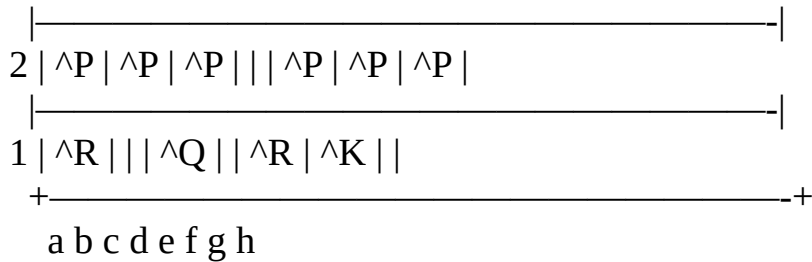 |—————————————————————-|
2 | ^P | ^P | ^P | | | ^P | ^P | ^P |
|—————————————————————-|
1 | ^R | | | ^Q | | ^R | ^K | |
+—————————————————————-+
a b c d e f g h